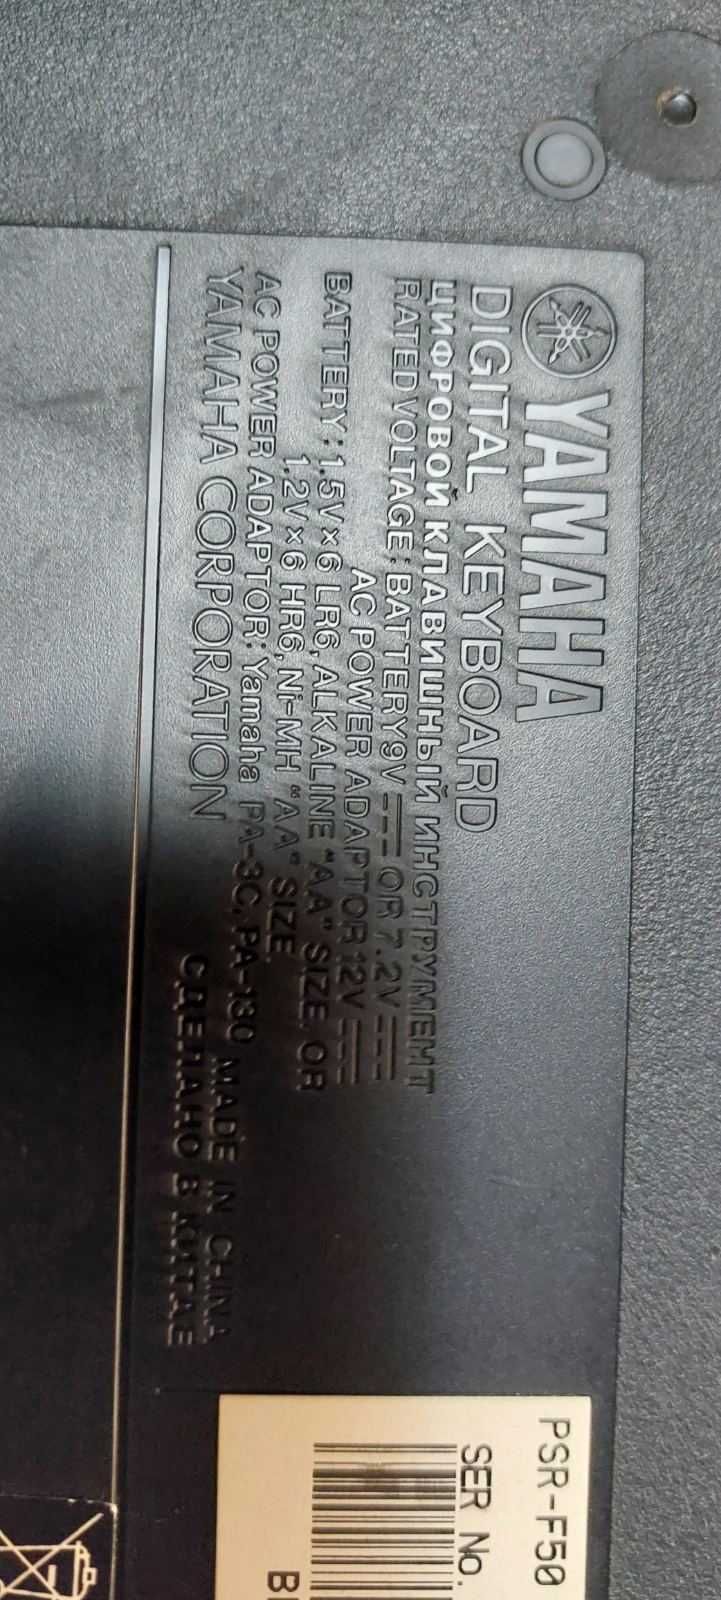 YAMAHA
DIGITAL KEYBOARD
ЦИФРОВОЙ КЛАВИШНЫЙ ИНСТРУМЕНТ
RATED VOLTAGE: BATTERY 9V OR 7.2V
AC POWER ADAPTOR 12V
BATTERY: 1.5V×6 LR6, ALKALINE "AA" SIZE, OR
1.2V×6 HR6, Ni-MH "AA" SIZE
AC POWER ADAPTOR: Yamaha PA-3C, PA-130
YAMAHA CORPORATION
MADE IN CHINA
СДЕЛАНО В КИТАЕ
PSR-F50
SER No.